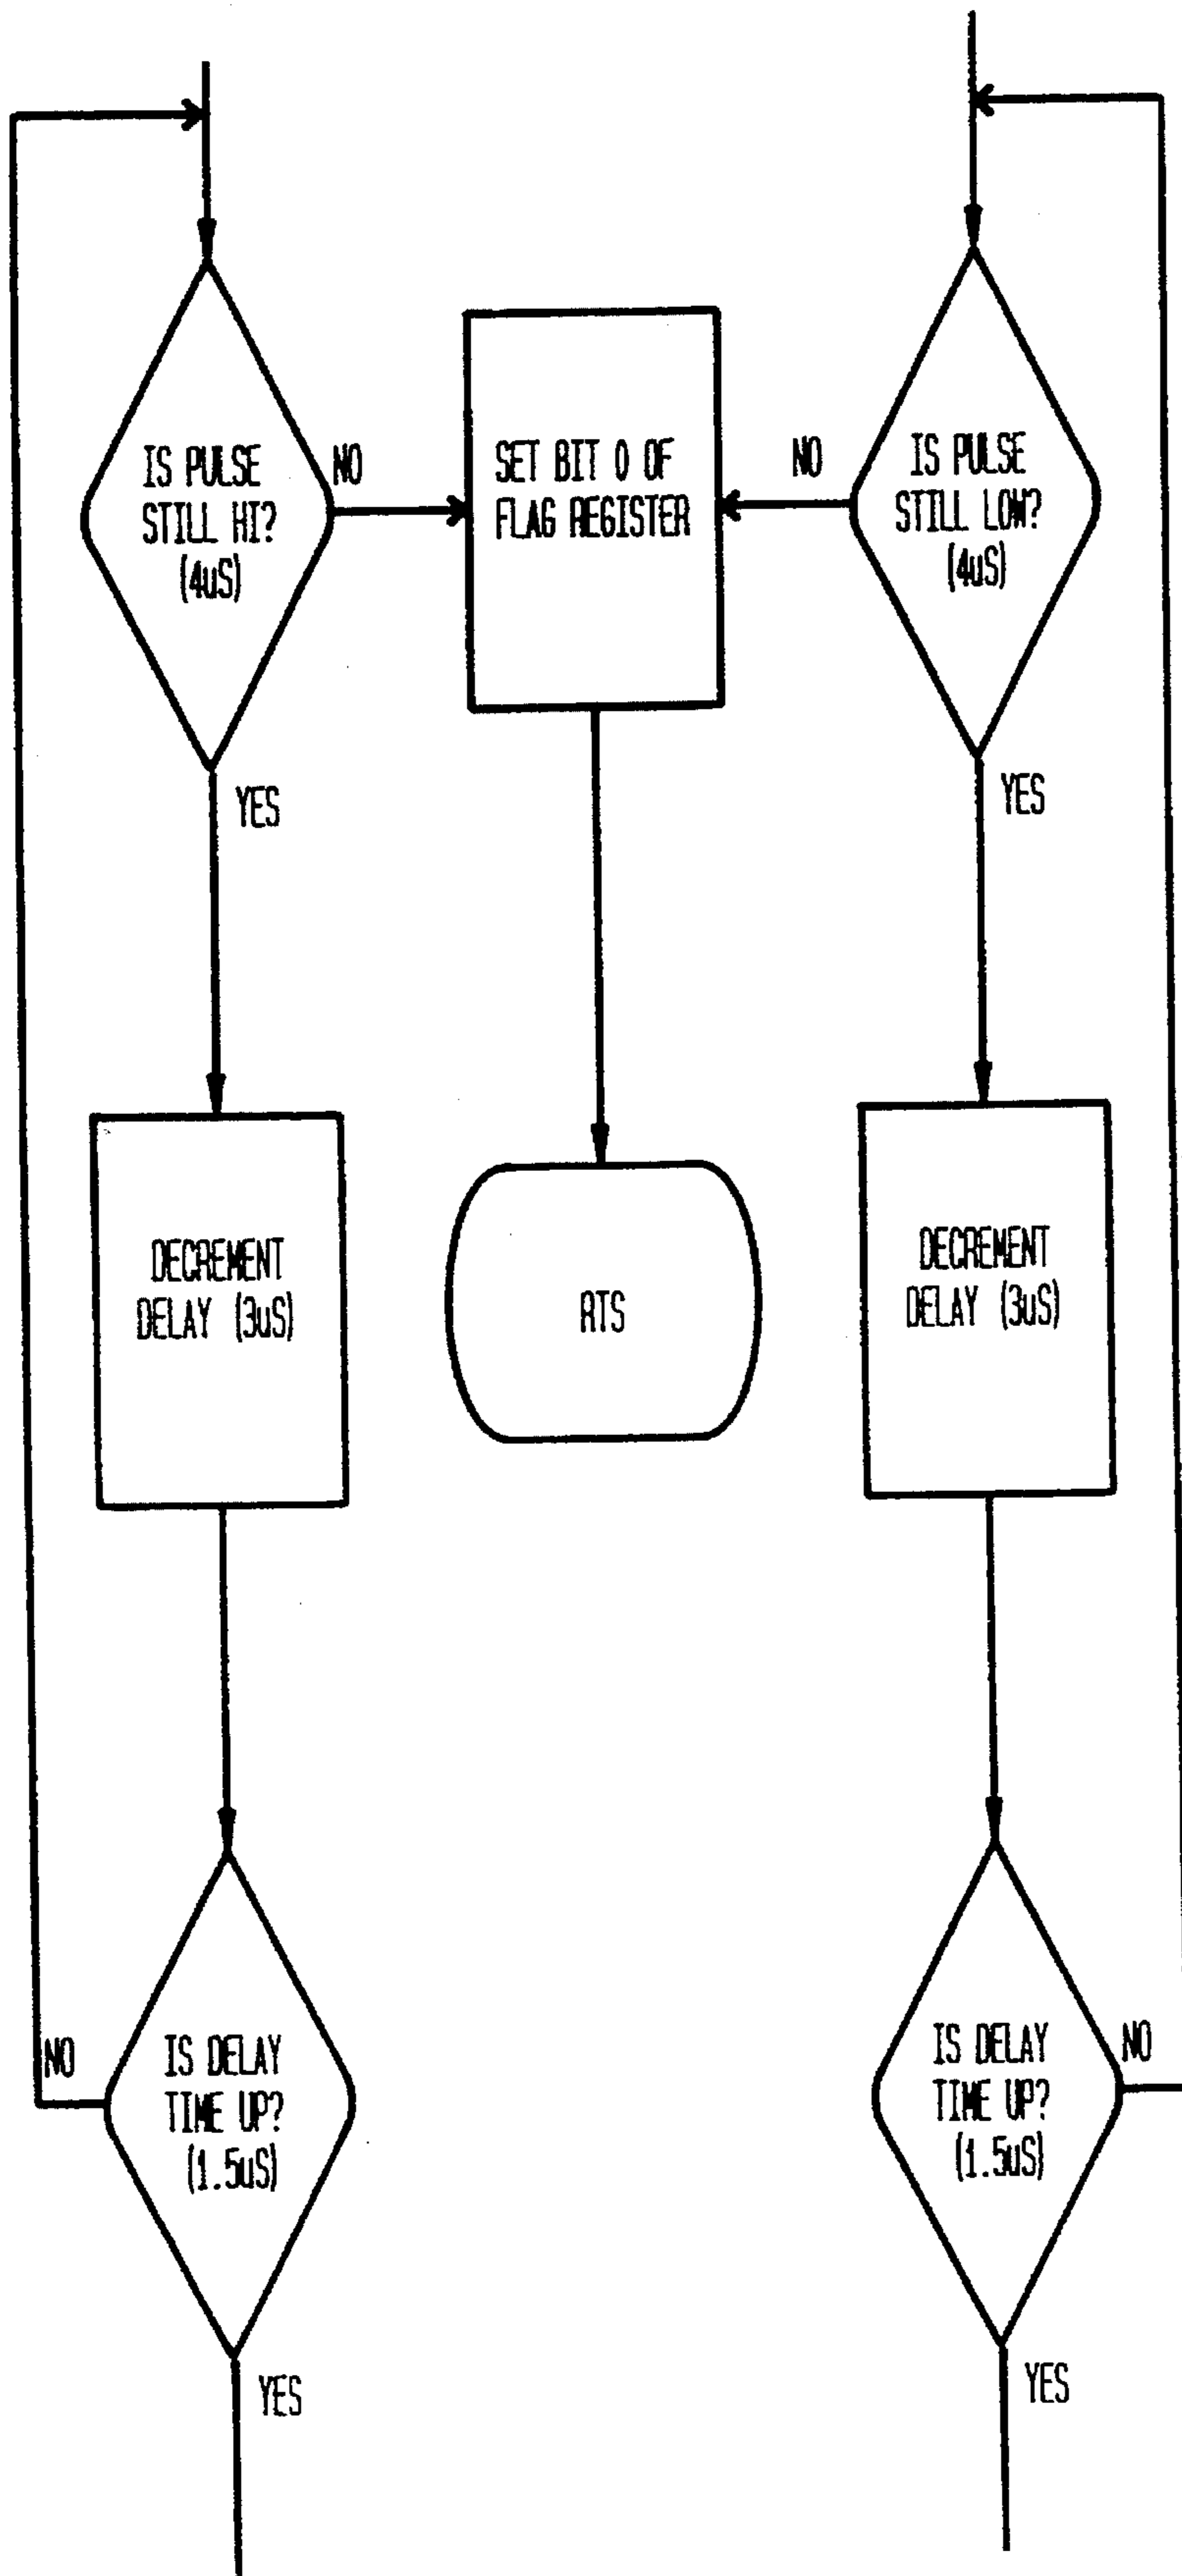 IS PULSE
STILL HI?
(4uS)
NO
SET BIT 0 OF
FLAG REGISTER
NO
IS PULSE
STILL LOW?
(4uS)
YES
YES
DECREMENT
DELAY (3uS)
RTS
DECREMENT
DELAY (3uS)
NO
IS DELAY
TIME UP?
(1.5uS)
IS DELAY
TIME UP?
(1.5uS)
NO
YES
YES